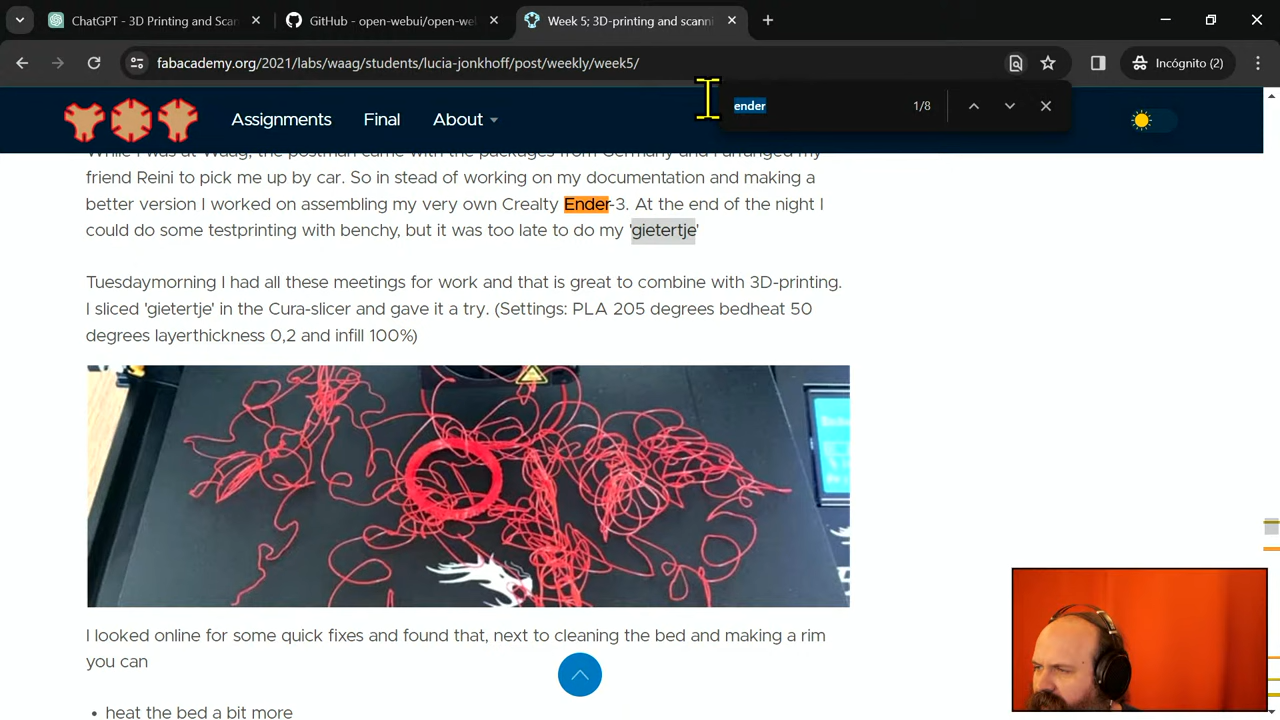 ChatGPT - 3D Printing and Scan
GitHub - open-webui/open-we
Week 5; 3D-printing and scanni
fabacademy.org/2021/labs/waag/students/lucia-jonkhoff/post/weekly/week5/
Incógnito (2)
ender
1/8
Assignments
Final
About
While I was at Waag, the postman came with the packages from Germany and I arranged my
friend Reini to pick me up by car. So in stead of working on my documentation and making a
better version I worked on assembling my very own Crealty Ender-3. At the end of the night I
could do some testprinting with benchy, but it was too late to do my 'gietertje'
Tuesdaymorning I had all these meetings for work and that is great to combine with 3D-printing.
I sliced 'gietertje' in the Cura-slicer and gave it a try. (Settings: PLA 205 degrees bedheat 50
degrees layerthickness 0,2 and infill 100%)
I looked online for some quick fixes and found that, next to cleaning the bed and making a rim
you can
• heat the bed a bit more